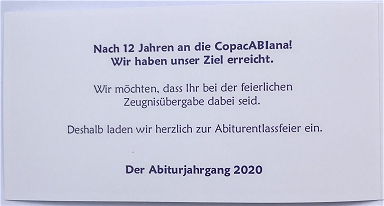 Nach 12 Jahren an die CopacABIana!
Wir haben unser Ziel erreicht.
Wir möchten, dass Ihr bei der feierlichen
Zeugnisübergabe dabei seid.
Deshalb laden wir herzlich zur Abiturentlassfeier ein.
Der Abiturjahrgang 2020